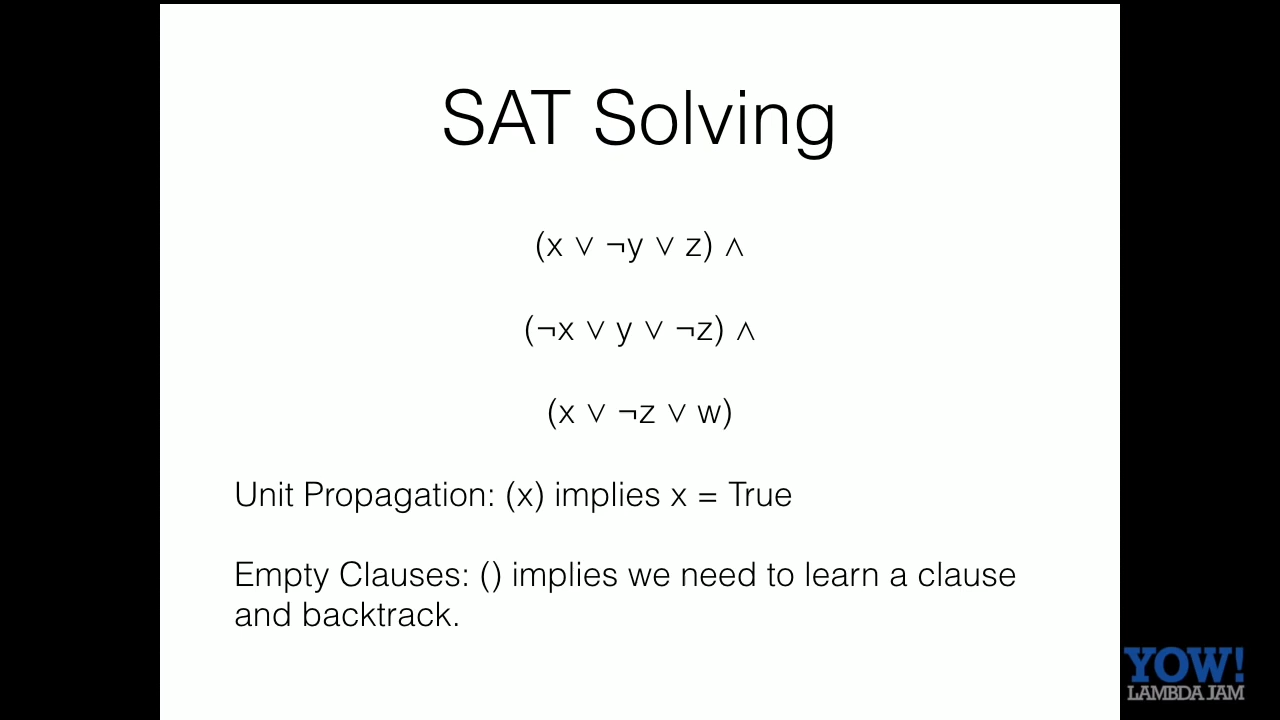 SAT Solving
(x ∨ ¬y ∨ z) ∧
(¬x ∨ y ∨ ¬z) ∧
(x ∨ ¬z ∨ w)
Unit Propagation: (x) implies x = True
Empty Clauses: () implies we need to learn a clause
and backtrack.
YOW!
LAMBDA JAM